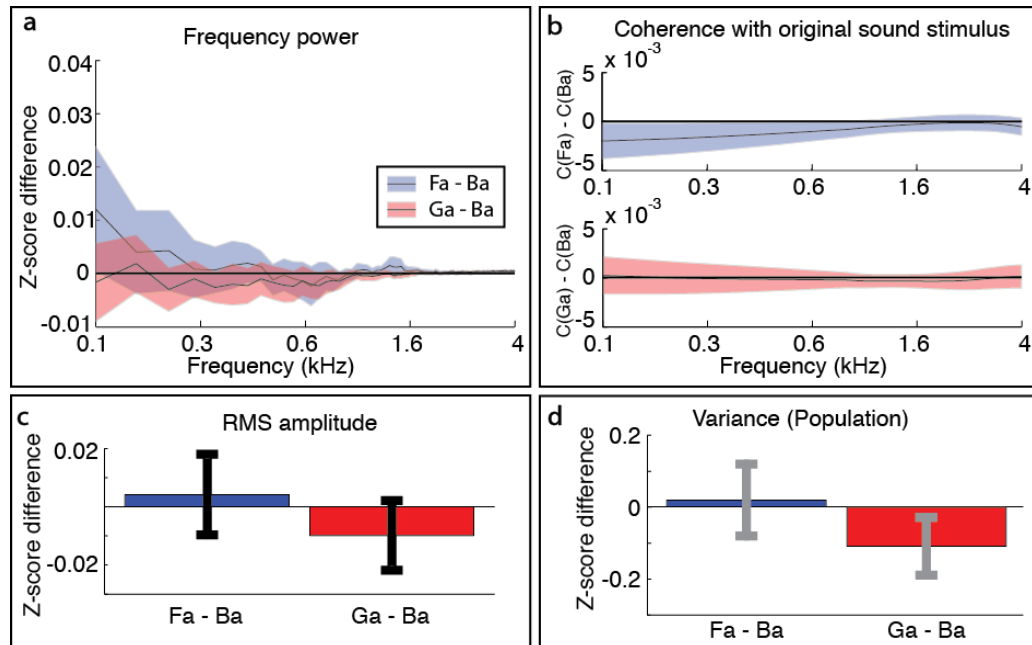 a
Frequency power
Z-score difference
0.04
0.03
0.02
0.01
0
-0.01
Fa - Ba
Ga - Ba
0.1
0.3
0.6
1.6
4
Frequency (kHz)
b
Coherence with original sound stimulus
x 10-3
C(Fa) - C(Ba)
5
0
-5
0.1
0.3
0.6
1.6
4
x 10-3
C(Ga) - C(Ba)
5
0
-5
0.1
0.3
0.6
1.6
4
Frequency (kHz)
c
RMS amplitude
Z-score difference
0.02
0
-0.02
Fa - Ba
Ga - Ba
d
Variance (Population)
Z-score difference
0.2
0
-0.2
Fa - Ba
Ga - Ba